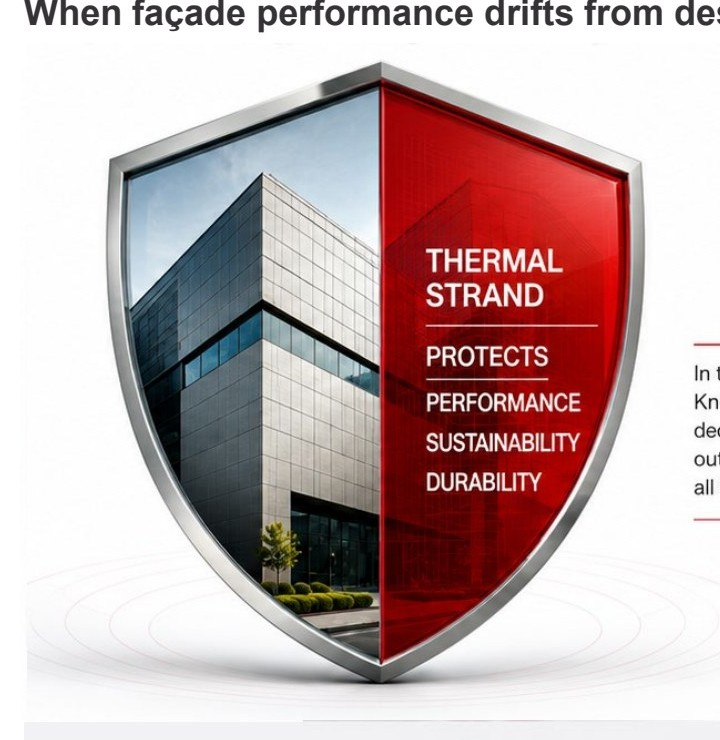 When façade performance drifts from des
THERMAL
STRAND
PROTECTS
PERFORMANCE
SUSTAINABILITY
DURABILITY
In t
Kn
dec
out
all